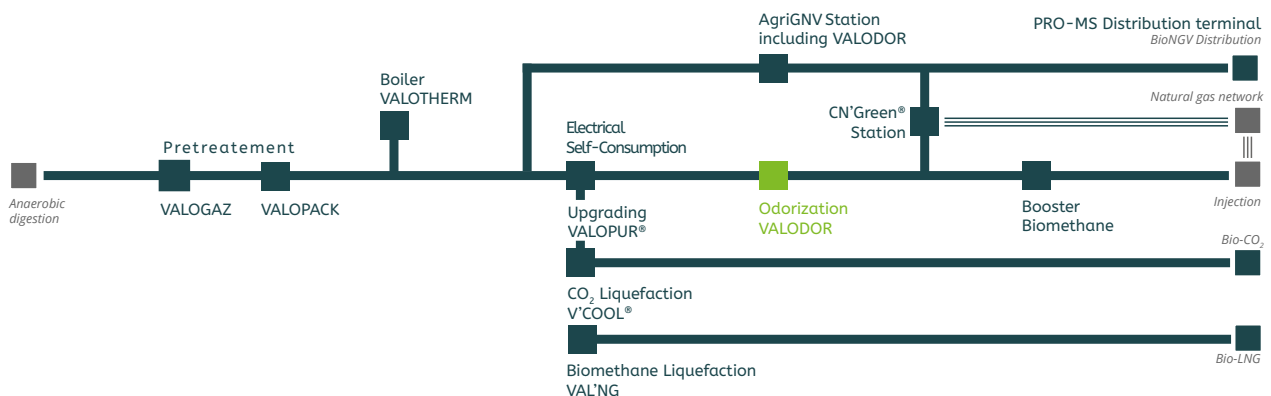 AgriGNV Station
including VALODOR
PRO-MS Distribution terminal
BioNGV Distribution
Boiler
VALOTHERM
Natural gas network
CN'Green®
Station
Electrical
Self-Consumption
Pretreatement
Anaerobic
digestion
VALOGAZ
VALOPACK
Upgrading
VALOPUR®
Odorization
VALODOR
Booster
Biomethane
Injection
Bio-CO₂
CO₂ Liquefaction
V'COOL®
Bio-LNG
Biomethane Liquefaction
VAL'NG